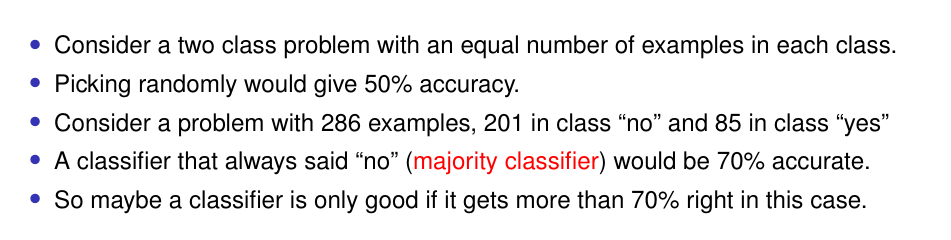 • Consider a two class problem with an equal number of examples in each class.
• Picking randomly would give 50% accuracy.
• Consider a problem with 286 examples, 201 in class “no” and 85 in class “yes”
• A classifier that always said “no” (majority classifier) would be 70% accurate.
• So maybe a classifier is only good if it gets more than 70% right in this case.